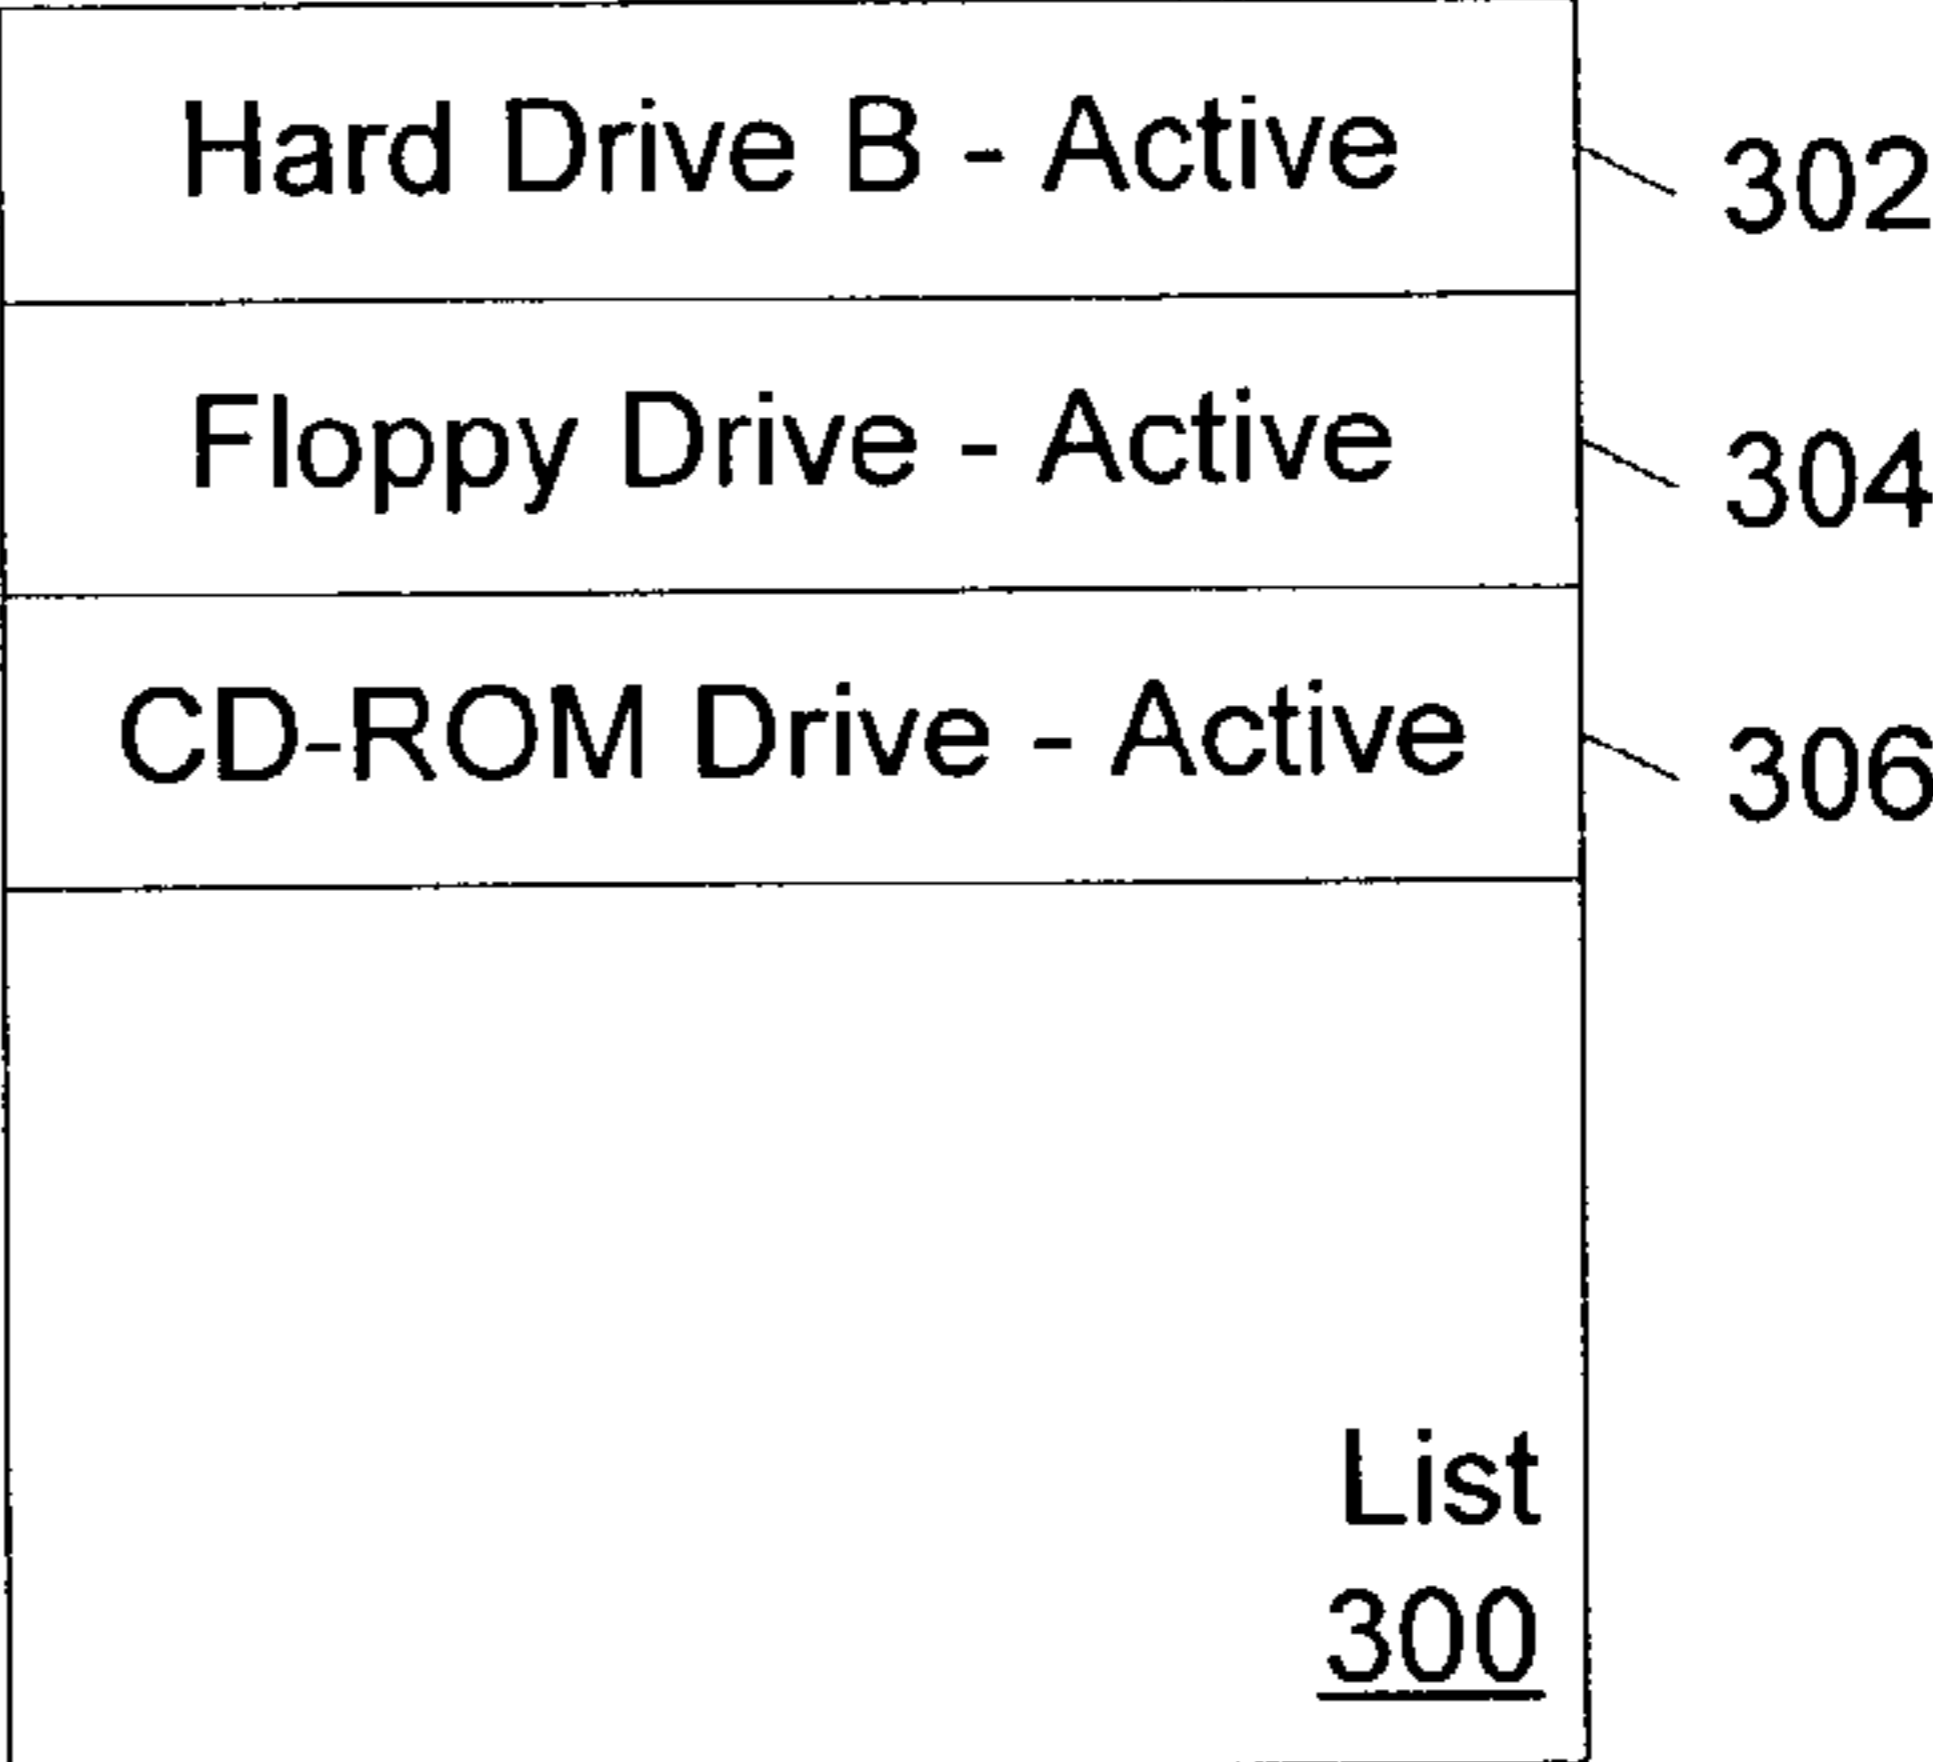 Hard Drive B - Active
302
Floppy Drive - Active
304
CD-ROM Drive - Active
306
List
300